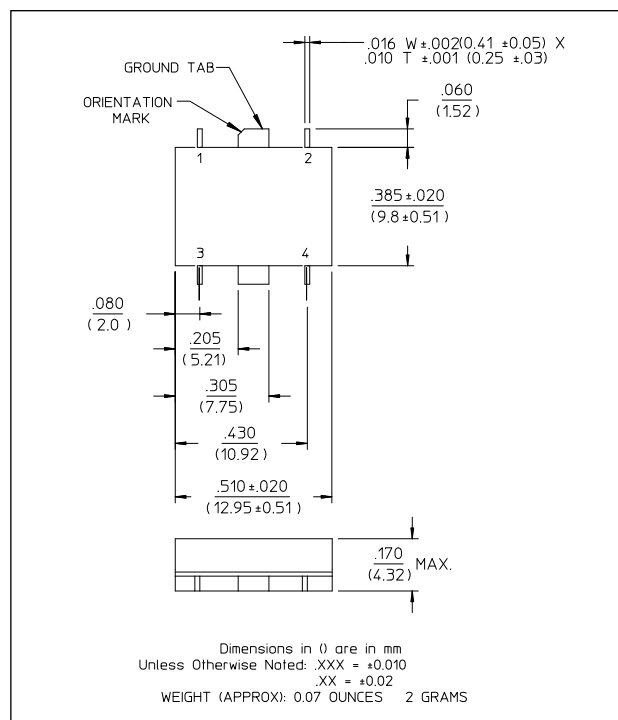 .016 W ±.002(0.41 ±0.05) X
.010 T ±.001 (0.25 ±.03)
GROUND TAB
ORIENTATION
MARK
.060
(1.52)
1
2
.385±.020
(9.8±0.51)
3
4
.080
( 2.0 )
.205
(5.21)
.305
(7.75)
.430
(10.92 )
.510±.020
(12.95±0.51 )
.170
(4.32)
MAX.
Dimensions in () are in mm
Unless Otherwise Noted: .XXX = ±0.010
.XX = ±0.02
WEIGHT (APPROX): 0.07 OUNCES 2 GRAMS